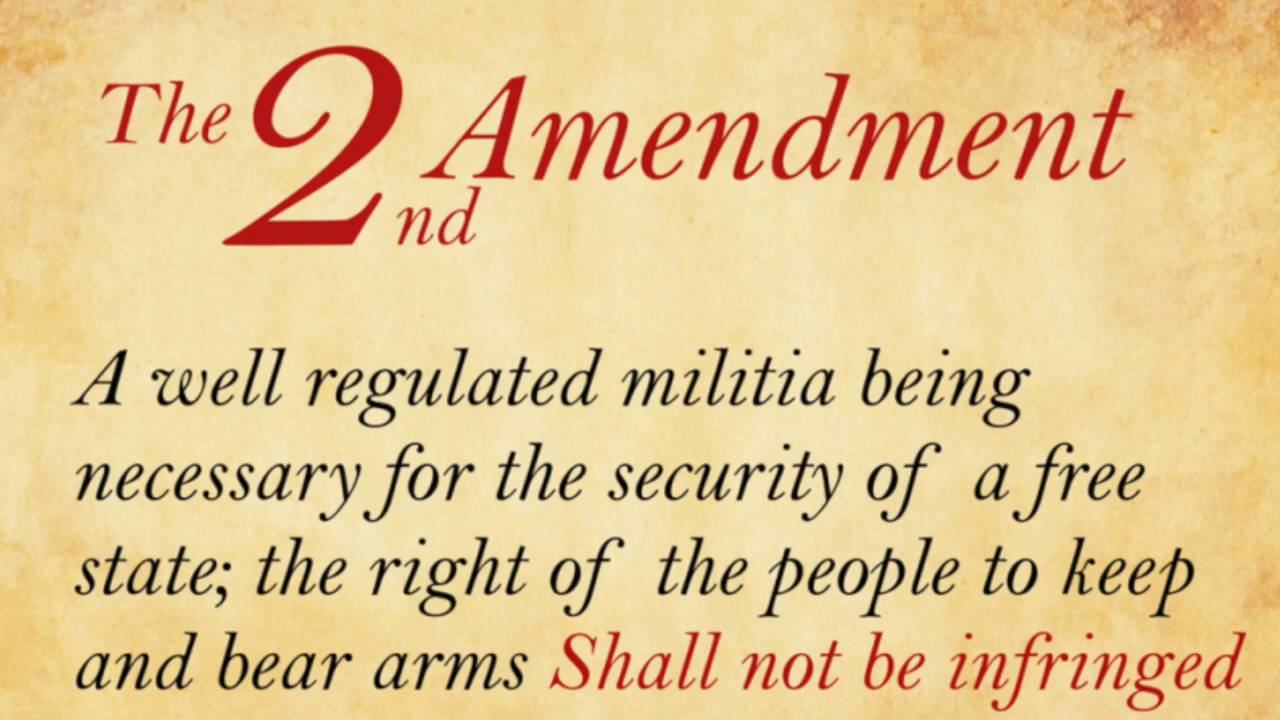 The 2nd Amendment
A well regulated militia being
necessary for the security of a free
state; the right of the people to keep
and bear arms Shall not be infringed